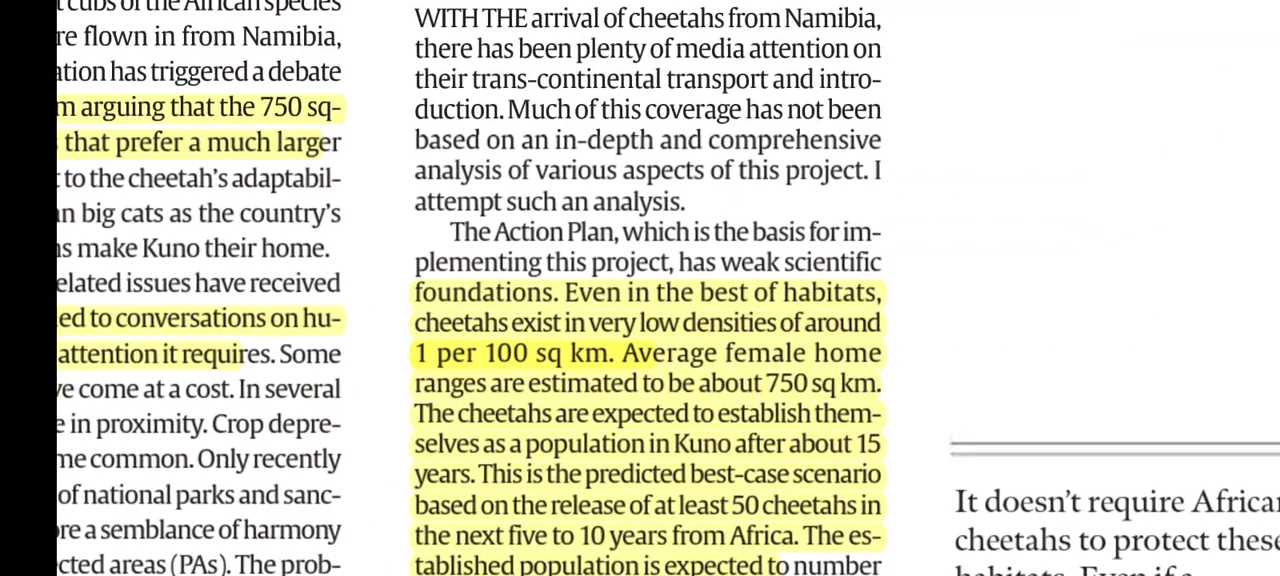 re flown in from Namibia,
ation has triggered a debate
m arguing that the 750 sq-
that prefer a much larger
to the cheetah's adaptabil-
n big cats as the country's
s make Kuno their home.
elated issues have received
ed to conversations on hu-
attention it requires. Some
ve come at a cost. In several
e in proximity. Crop depre-
me common. Only recently
of national parks and sanc-
ore a semblance of harmony
cted areas (PAs). The prob-
WITH THE arrival of cheetahs from Namibia,
there has been plenty of media attention on
their trans-continental transport and intro-
duction. Much of this coverage has not been
based on an in-depth and comprehensive
analysis of various aspects of this project. I
attempt such an analysis.
The Action Plan, which is the basis for im-
plementing this project, has weak scientific
foundations. Even in the best of habitats,
cheetahs exist in very low densities of around
1 per 100 sq km. Average female home
ranges are estimated to be about 750 sq km.
The cheetahs are expected to establish them-
selves as a population in Kuno after about 15
years. This is the predicted best-case scenario
based on the release of at least 50 cheetahs in
the next five to 10 years from Africa. The es-
tablished population is expected to number
It doesn't require African
cheetahs to protect these
habitats. Even if a